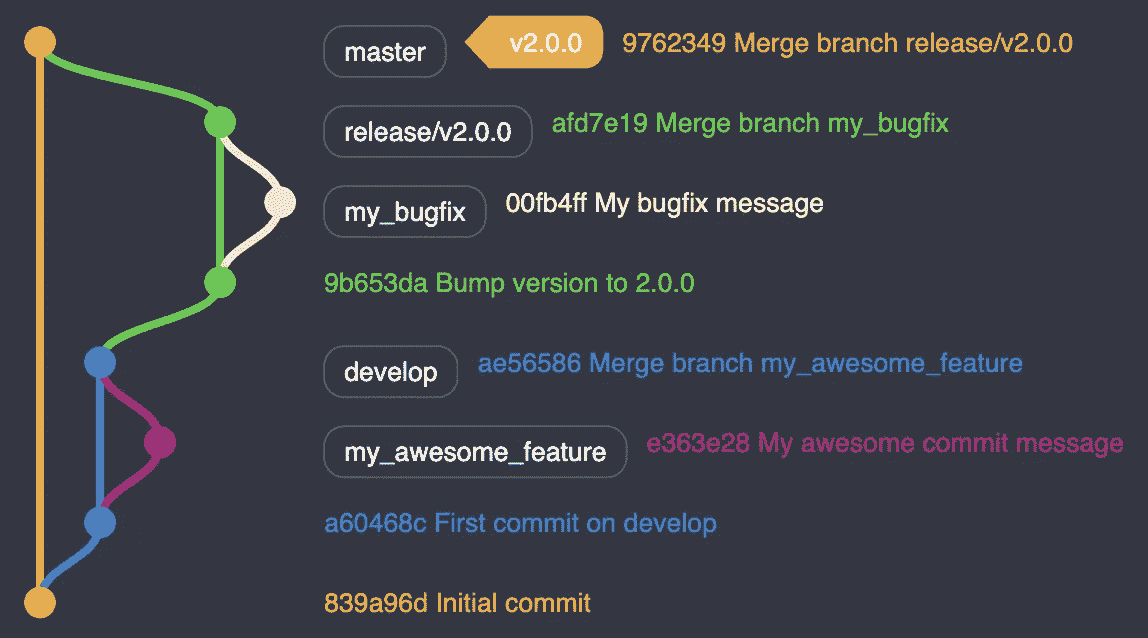 master v2.0.0 9762349 Merge branch release/v2.0.0
release/v2.0.0 afd7e19 Merge branch my_bugfix
my_bugfix 00fb4ff My bugfix message
9b653da Bump version to 2.0.0
develop ae56586 Merge branch my_awesome_feature
my_awesome_feature e363e28 My awesome commit message
a60468c First commit on develop
839a96d Initial commit